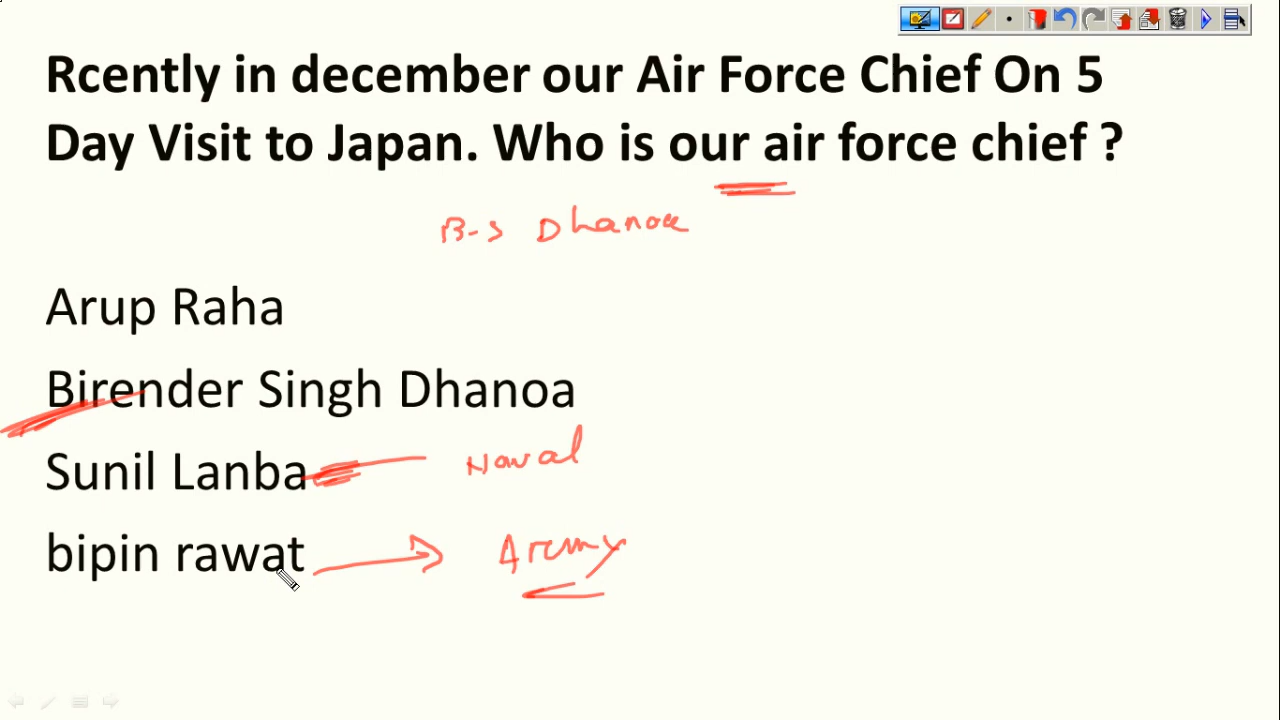 Rcently in december our Air Force Chief On 5
Day Visit to Japan. Who is our air force chief ?
B-S Dhanoa
Arup Raha
Birender Singh Dhanoa
Sunil Lanba Naval
bipin rawat Army